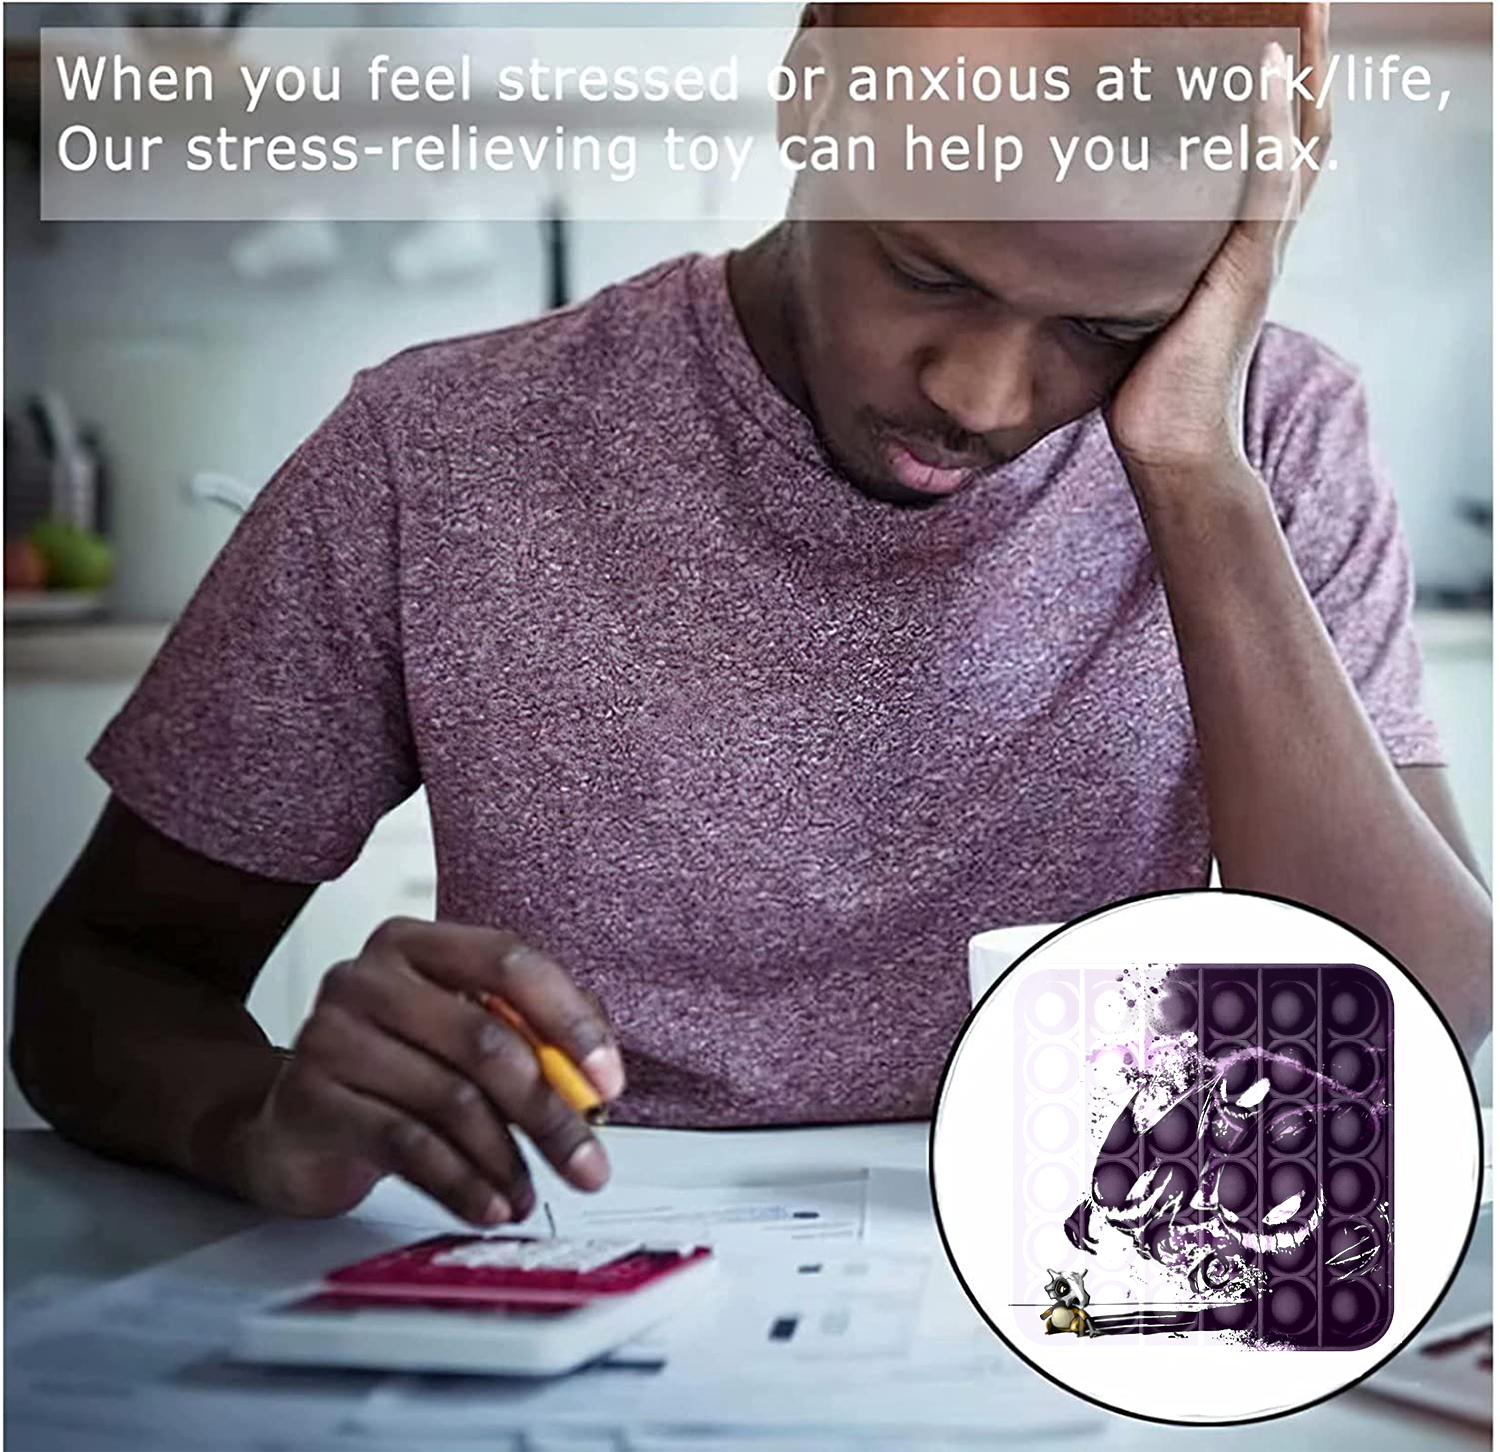 When you feel stressed or anxious at work/life,
Our stress-relieving toy can help you relax.